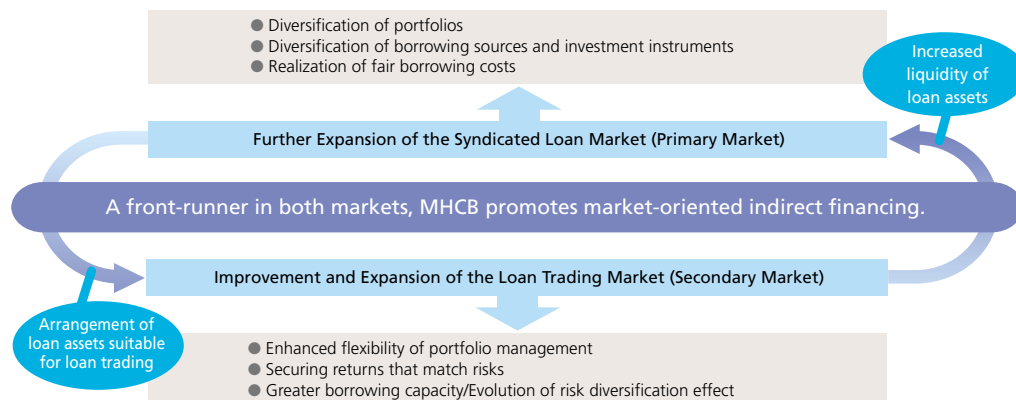 ● Diversification of portfolios
● Diversification of borrowing sources and investment instruments
● Realization of fair borrowing costs
Increased
liquidity of
loan assets
Further Expansion of the Syndicated Loan Market (Primary Market)
A front-runner in both markets, MHCB promotes market-oriented indirect financing.
Improvement and Expansion of the Loan Trading Market (Secondary Market)
Arrangement of
loan assets suitable
for loan trading
● Enhanced flexibility of portfolio management
● Securing returns that match risks
● Greater borrowing capacity/Evolution of risk diversification effect